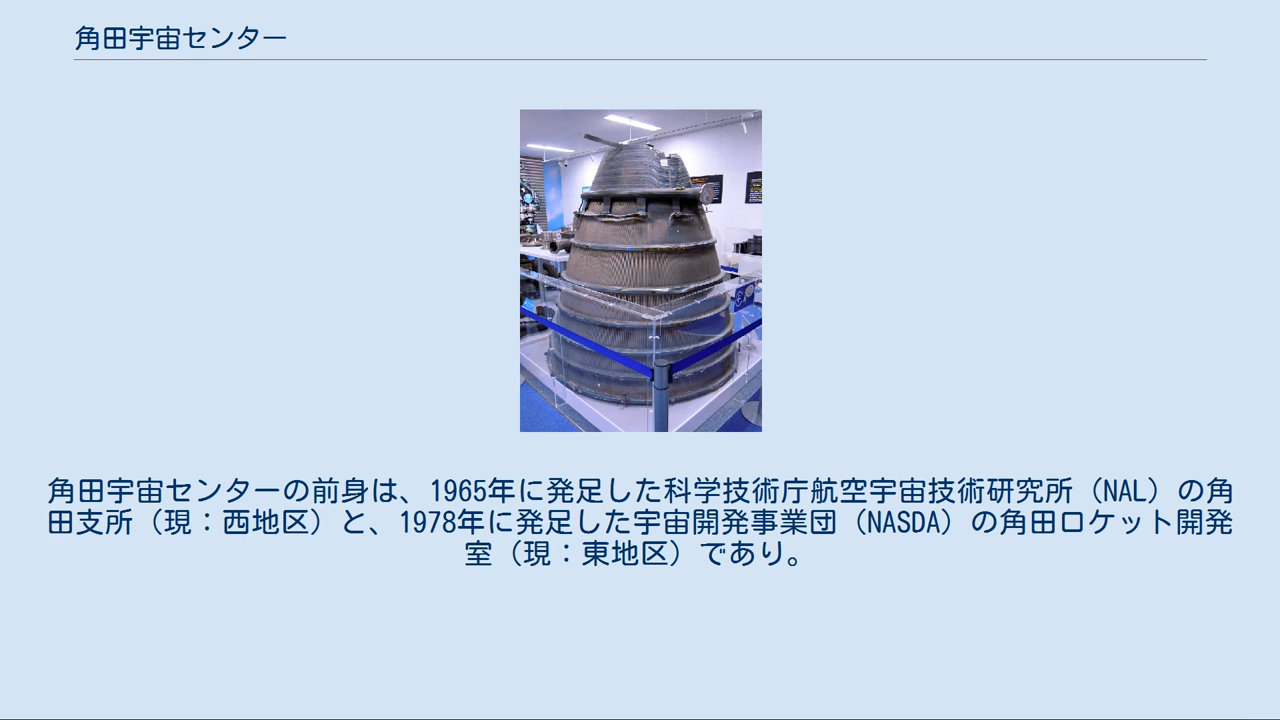 角田宇宙センター
角田宇宙センターの前身は、1965年に発足した科学技術庁航空宇宙技術研究所（NAL）の角
田支所（現：西地区）と、1978年に発足した宇宙開発事業団（NASDA）の角田ロケット開発
室（現：東地区）であり。